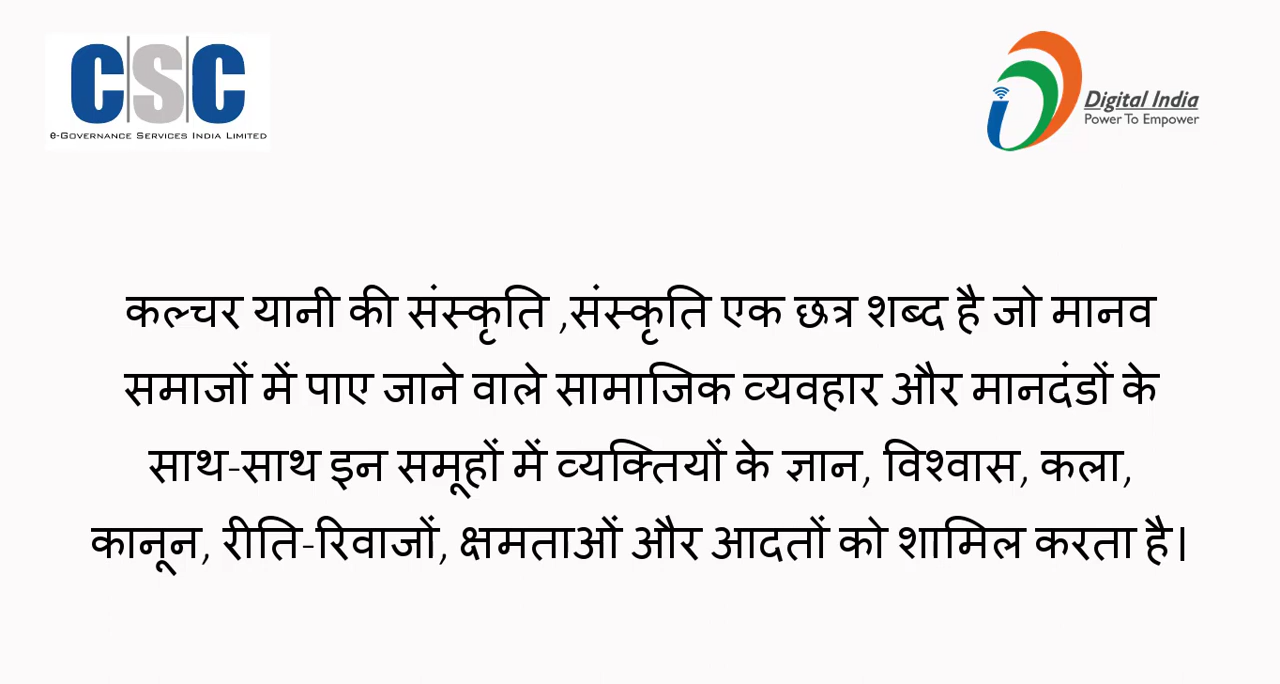 CSC
e-Governance Services India Limited
Digital India
Power To Empower
कल्चर यानी की संस्कृति ,संस्कृति एक छत्र शब्द है जो मानव
समाजों में पाए जाने वाले सामाजिक व्यवहार और मानदंडों के
साथ-साथ इन समूहों में व्यक्तियों के ज्ञान, विश्वास, कला,
कानून, रीति-रिवाजों, क्षमताओं और आदतों को शामिल करता है।